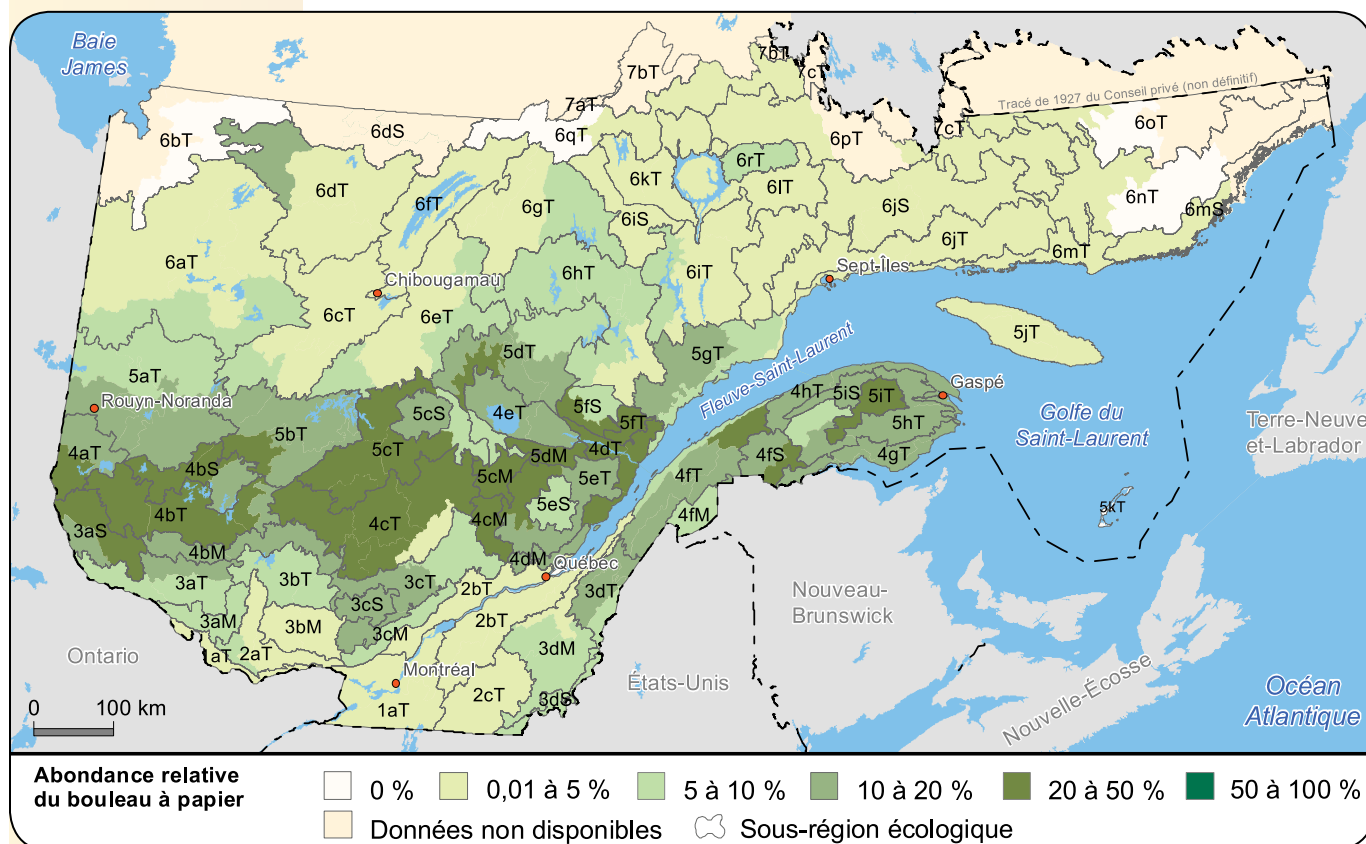 Baie
James
7bT
7bT
7cT
7aT
Tracé de 1927 du Conseil privé (non définitif)
6bT
6dS
6qT
6pT
7cT
6oT
6rT
6kT
6lT
6dT
6fT
6gT
6iS
6jS
6nT
6mS
6jT
6mT
6aT
6hT
6iT
Sept-Îles
Chibougamau
6cT
6eT
5jT
5dT
5gT
Fleuve-Saint-Laurent
5aT
Rouyn-Noranda
5cS
4eT
5fS
5fT
4hT
5iS
5iT
Gaspé
Golfe du
Saint-Laurent
Terre-Neuve
et-Labrador
5bT
5cT
5hT
4aT
4bS
5dM
4dT
4gT
5cM
5eT
4fT
4fS
5eS
5kT
4bT
4cT
4cM
4fM
3aS
4bM
4dM
Québec
3aT
3bT
3cT
2bT
3dT
Nouveau-
Brunswick
3cS
3aM
3bM
3cM
2bT
3dM
Ontario
aT
2aT
Montréal
États-Unis
Nouvelle-Écosse
Océan
Atlantique
2cT
3dS
1aT
0 100 km
Abondance relative
du bouleau à papier
0 % 0,01 à 5 % 5 à 10 % 10 à 20 % 20 à 50 % 50 à 100 %
Données non disponibles Sous-région écologique